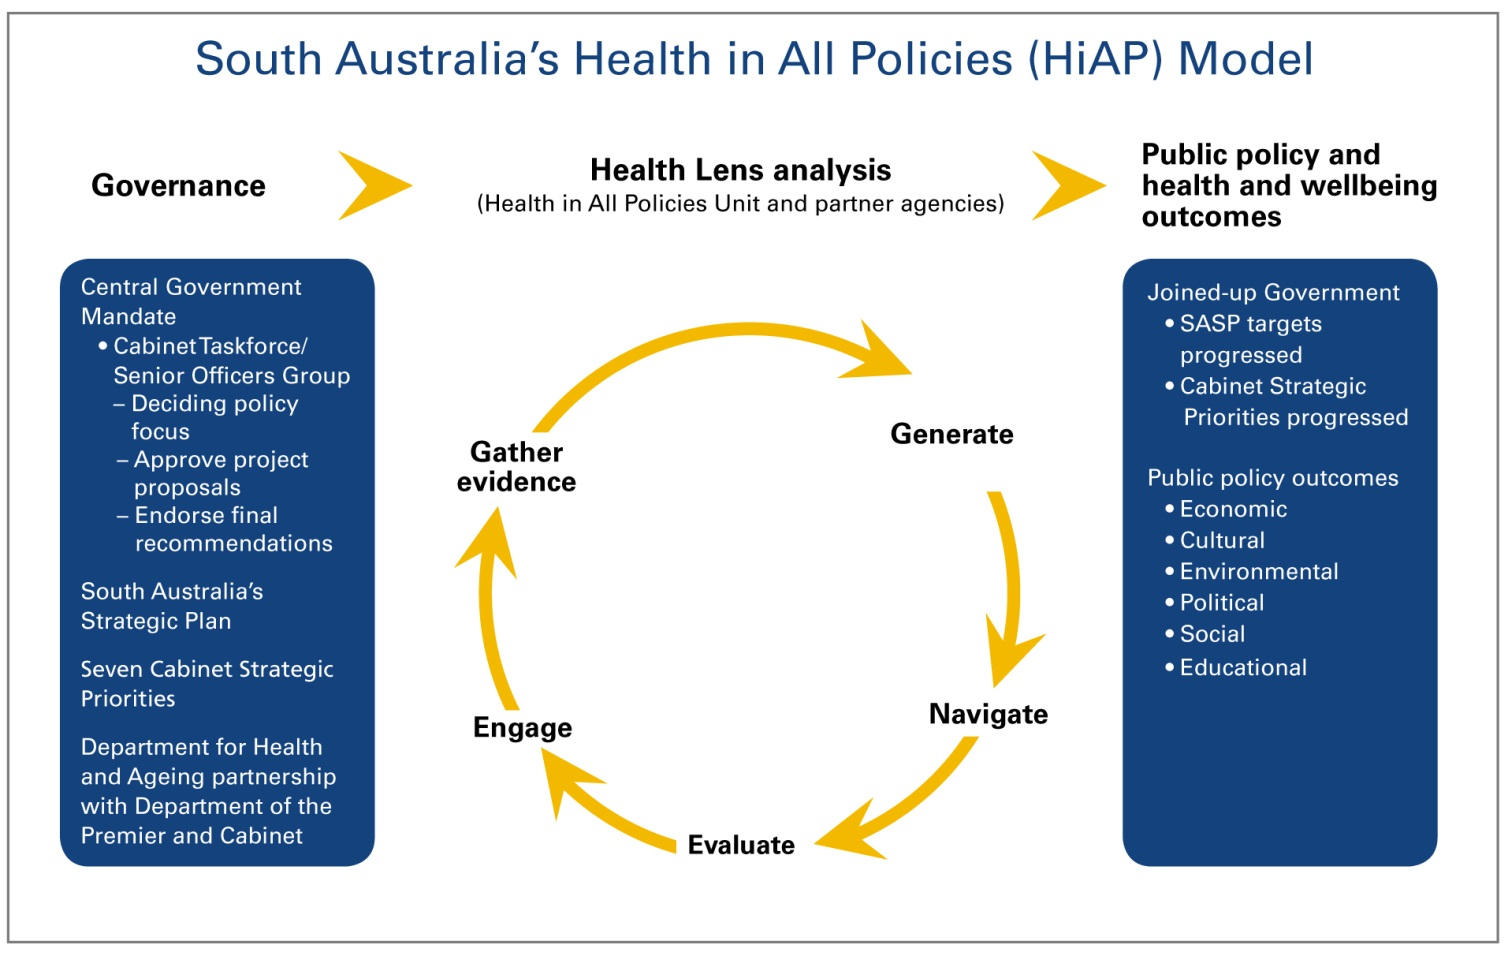 South Australia’s Health in All Policies (HiAP) Model
Governance
Health Lens analysis
(Health in All Policies Unit and partner agencies)
Public policy and
health and wellbeing
outcomes
Central Government
Mandate
• Cabinet Taskforce/
Senior Officers Group
– Deciding policy
focus
– Approve project
proposals
– Endorse final
recommendations
South Australia’s
Strategic Plan
Seven Cabinet Strategic
Priorities
Department for Health
and Ageing partnership
with Department of the
Premier and Cabinet
Gather
evidence
Generate
Navigate
Evaluate
Engage
Joined-up Government
• SASP targets
progressed
• Cabinet Strategic
Priorities progressed
Public policy outcomes
• Economic
• Cultural
• Environmental
• Political
• Social
• Educational